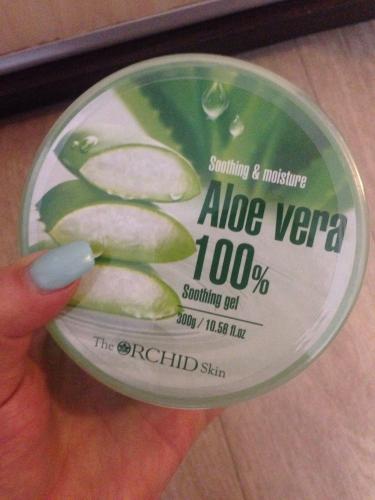 Soothing & moisture
Aloe vera
100%
Soothing gel
300g / 10.58 fl.oz
The ORCHID Skin